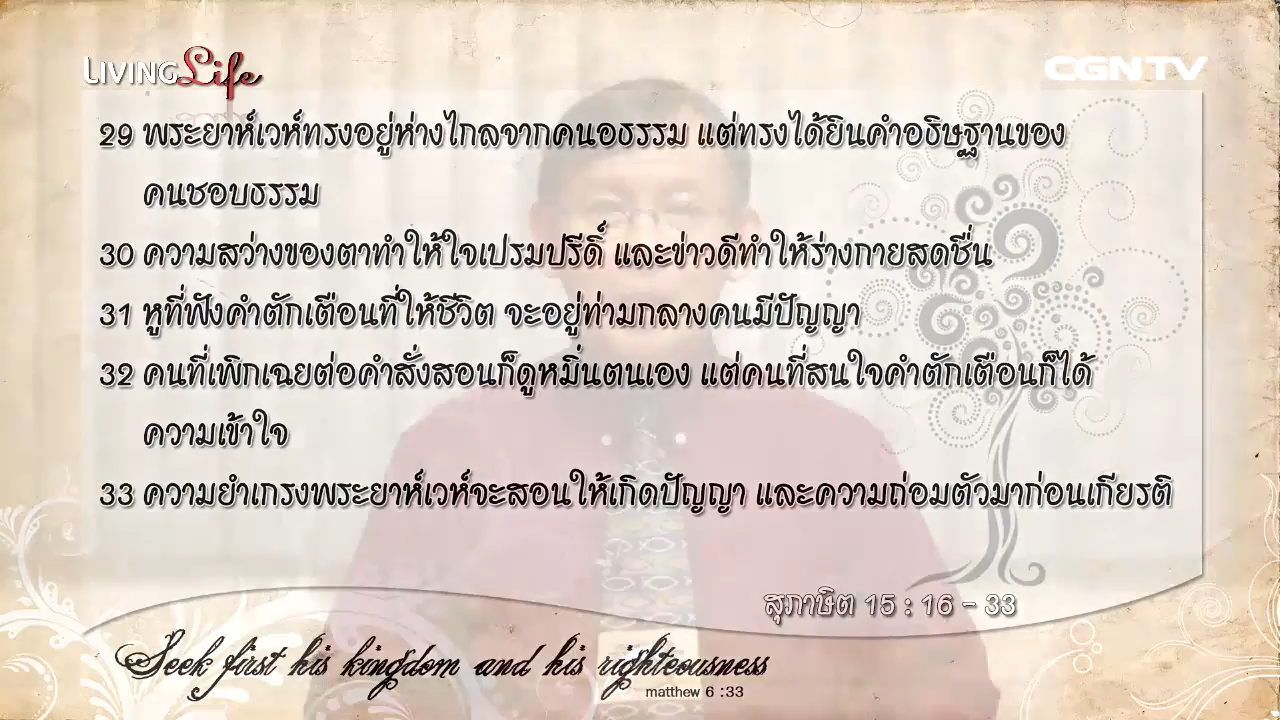 LIVING Life
CGNTV
29 พระยาห์เวห์ทรงอยู่ห่างไกลจากคนอธรรม แต่ทรงได้ยินคำอธิษฐานของ
คนชอบธรรม
30 ความสว่างของตาทำให้ใจเปรมปรีดิ์ และข่าวดีทำให้ร่างกายสดชื่น
31 หูที่ฟังคำตักเตือนที่ให้ชีวิต จะอยู่ท่ามกลางคนมีปัญญา
32 คนที่เพิกเฉยต่อคำสั่งสอนก็ดูหมิ่นตนเอง แต่คนที่สนใจคำตักเตือนก็ได้
ความเข้าใจ
33 ความยำเกรงพระยาห์เวห์จะสอนให้เกิดปัญญา และความถ่อมตัวมาก่อนเกียรติ
สุภาษิต 15 : 16 - 33
Seek first his kingdom and his righteousness
matthew 6 :33